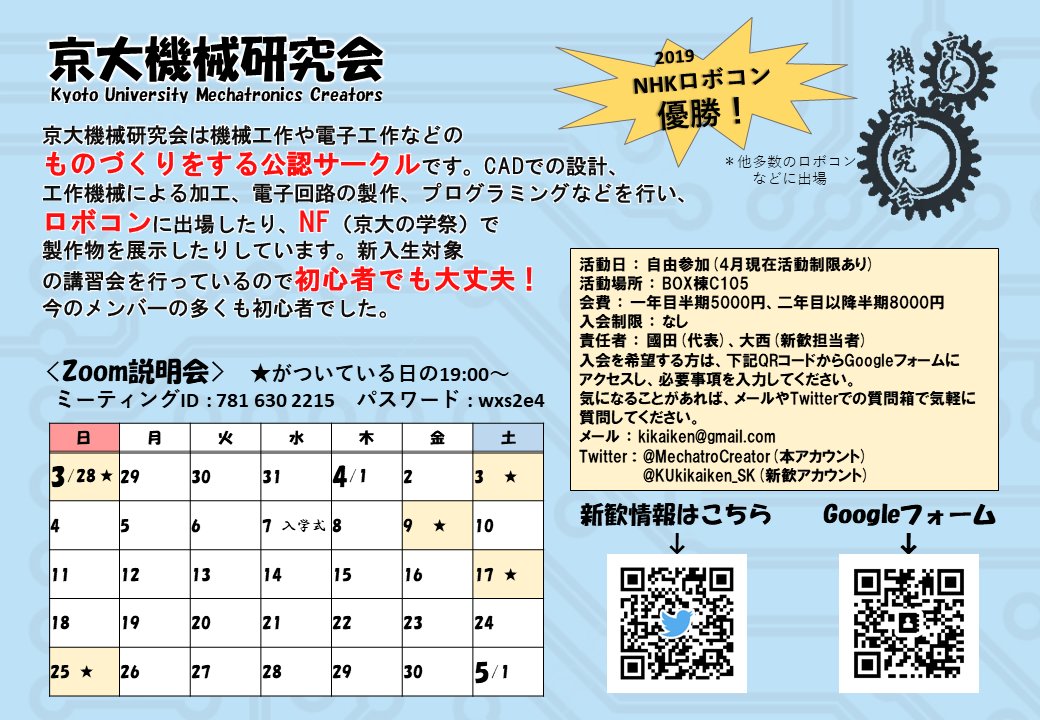 京大機械研究会
Kyoto University Mechatronics Creators
京大機械研究会は機械工作や電子工作などの
ものづくりをする公認サークルです。CADでの設計、
工作機械による加工、電子回路の製作、プログラミングなどを行い、
ロボコンに出場したり、NF（京大の学祭）で
製作物を展示したりしています。新入生対象
の講習会を行っているので初心者でも大丈夫！
今のメンバーの多くも初心者でした。
2019
NHKロボコン
優勝！
＊他多数のロボコン
などに出場
京大
機械研究会
＜Zoom説明会＞ ★がついている日の19:00～
ミーティングID：781 630 2215 パスワード：wxs2e4
日 月 火 水 木 金 土
3/28★ 29 30 31 4/1 2 3 ★
4 5 6 7 入学式 8 9 ★ 10
11 12 13 14 15 16 17 ★
18 19 20 21 22 23 24
25 ★ 26 27 28 29 30 5/1
活動日：自由参加(4月現在活動制限あり)
活動場所：BOX棟C105
会費：一年目半期5000円、二年目以降半期8000円
入会制限：なし
責任者：國田(代表)、大西(新歓担当者)
入会を希望する方は、下記QRコードからGoogleフォームに
アクセスし、必要事項を入力してください。
気になることがあれば、メールやTwitterでの質問箱で気軽に
質問してください。
メール：kikaiken@gmail.com
Twitter：@MechatroCreator(本アカウント)
@KUkikaiken_SK(新歓アカウント)
新歓情報はこちら
↓
Googleフォーム
↓